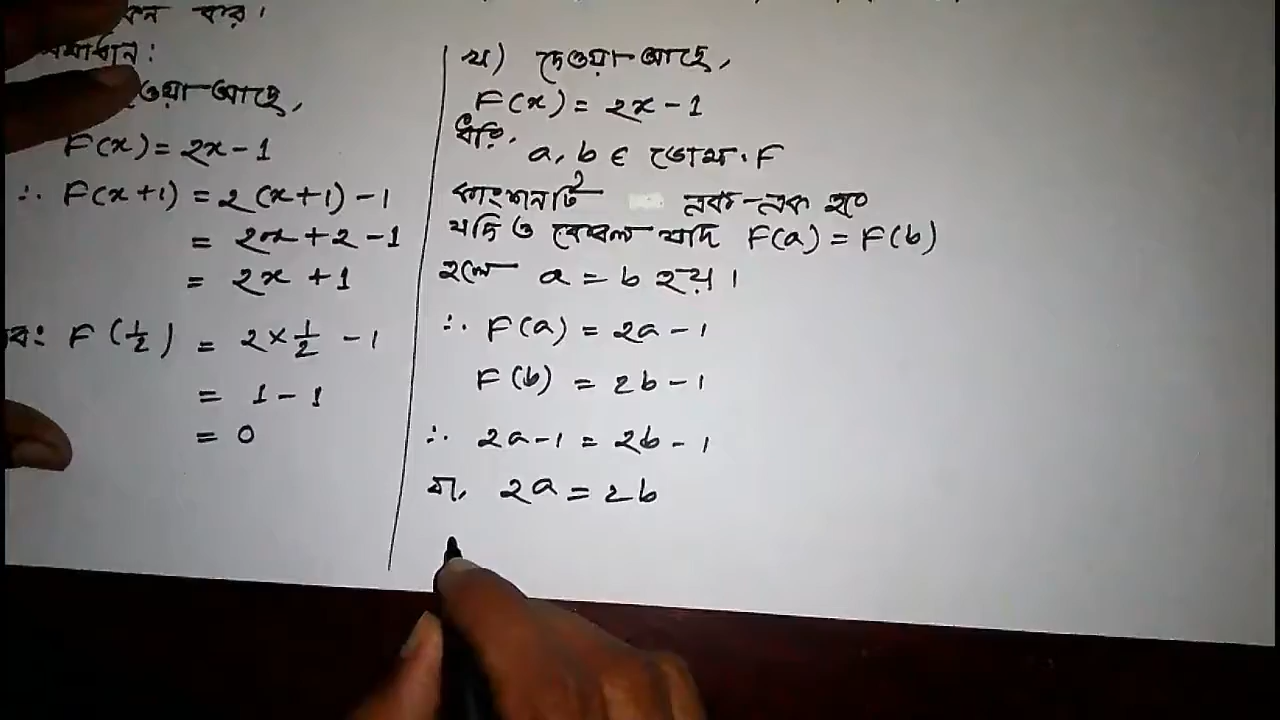 কর।
সমাধান:
দেওয়া আছে,
F(x) = 2x - 1
∴ F(x+1) = 2(x+1) - 1
= 2x + 2 - 1
= 2x + 1
F(½) = 2 × ½ - 1
= 1 - 1
= 0
খ) দেওয়া আছে,
F(x) = 2x - 1
ধরি,
a, b ∈ ডোম. F
ফাংশনটি এক-এক হবে
যদি ও কেবল যদি F(a) = F(b)
হলে a = b হয়।
∴ F(a) = 2a - 1
F(b) = 2b - 1
∴ 2a - 1 = 2b - 1
বা, 2a = 2b